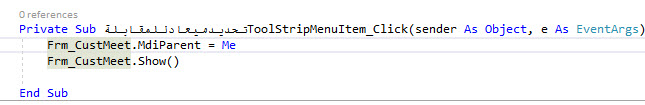 0 references
Private Sub تحديدميعادللمقابلةToolStripMenuItem_Click(sender As Object, e As EventArgs)
Frm_CustMeet.MdiParent = Me
Frm_CustMeet.Show()
End Sub